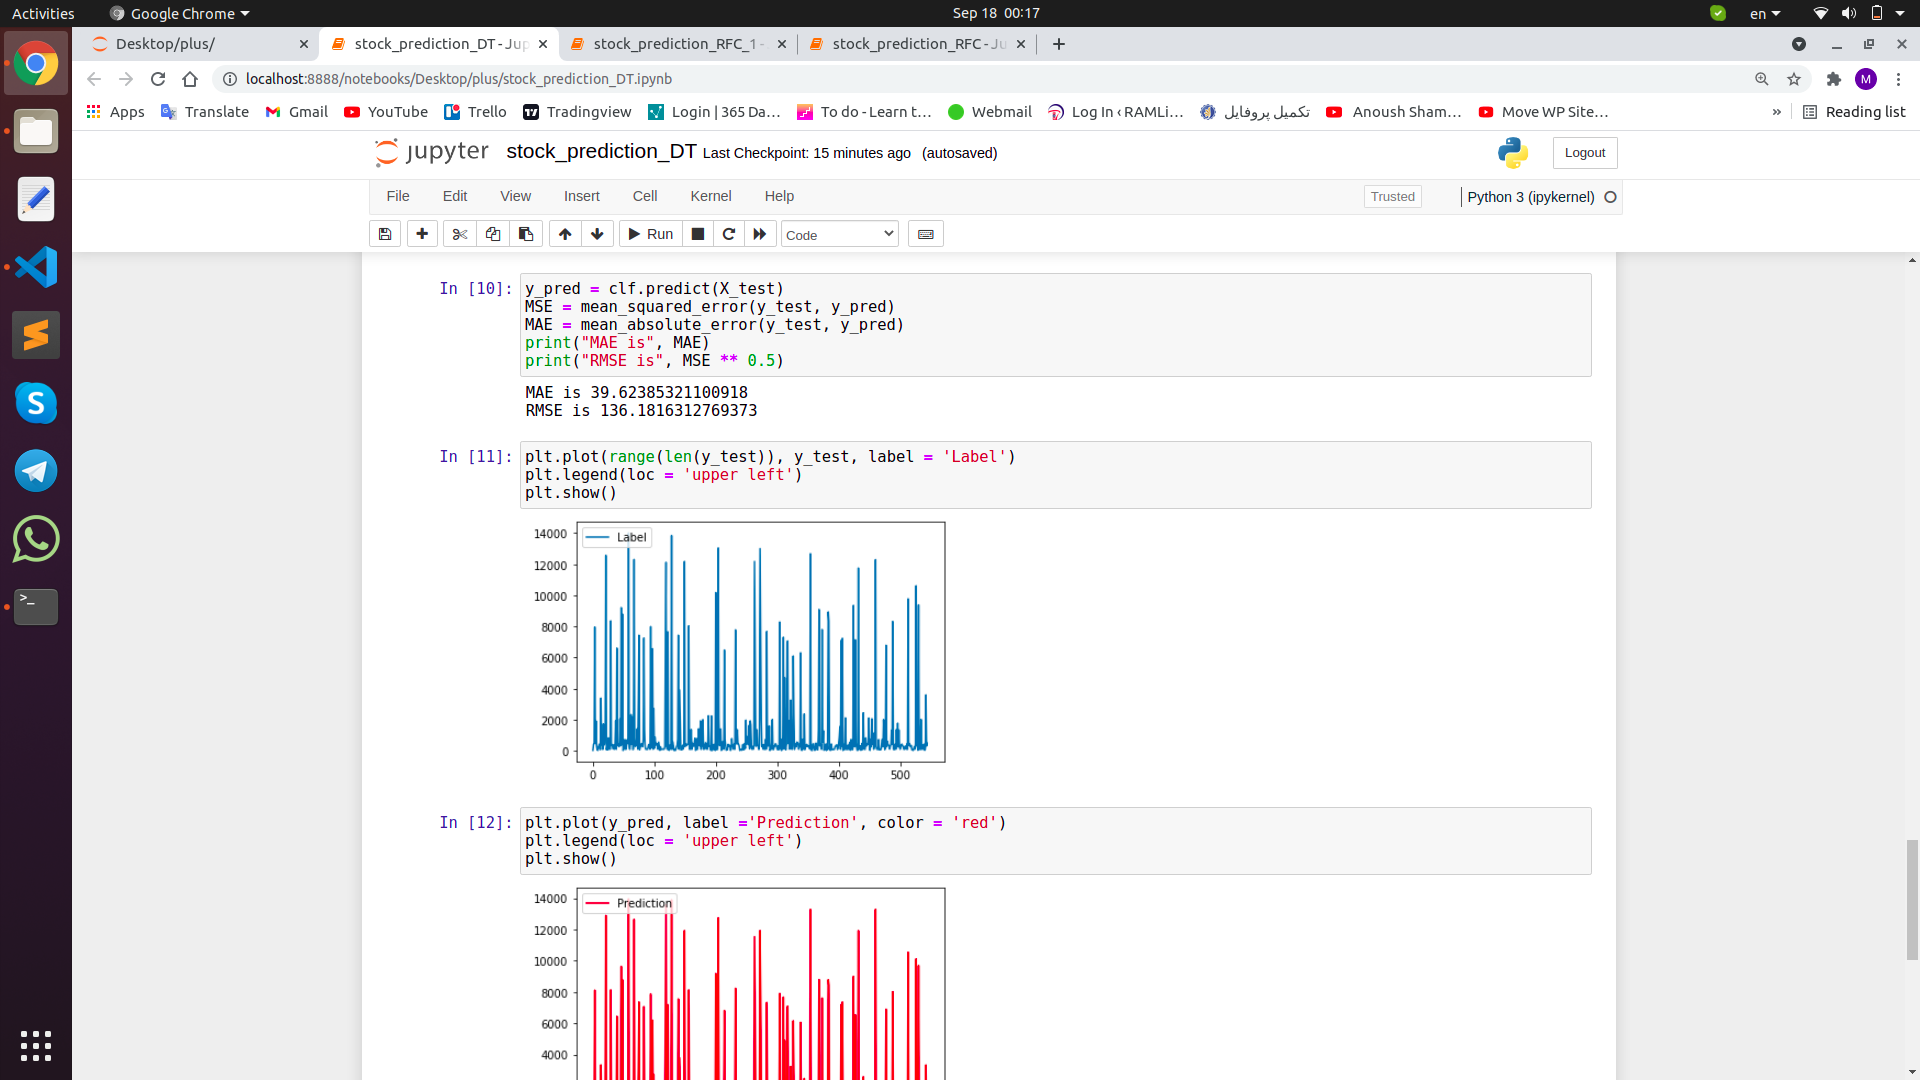 Activities
Google Chrome
Sep 18 00:17
en
Desktop/plus/
stock_prediction_DT - Jup
stock_prediction_RFC_1 -
stock_prediction_RFC - Ju
localhost:8888/notebooks/Desktop/plus/stock_prediction_DT.ipynb
M
Apps
Translate
Gmail
YouTube
Trello
Tradingview
Login | 365 Da…
To do - Learn t…
Webmail
Log In ‹ RAMLi…
تکمیل پروفایل
Anoush Sham…
Move WP Site…
»
Reading list
jupyter
stock_prediction_DT Last Checkpoint: 15 minutes ago (autosaved)
Logout
File
Edit
View
Insert
Cell
Kernel
Help
Trusted
Python 3 (ipykernel)
Run
Code
In [10]:
y_pred = clf.predict(X_test)
MSE = mean_squared_error(y_test, y_pred)
MAE = mean_absolute_error(y_test, y_pred)
print("MAE is", MAE)
print("RMSE is", MSE ** 0.5)
MAE is 39.62385321100918
RMSE is 136.1816312769373
In [11]:
plt.plot(range(len(y_test)), y_test, label = 'Label')
plt.legend(loc = 'upper left')
plt.show()
Label
14000
12000
10000
8000
6000
4000
2000
0
0 100 200 300 400 500
In [12]:
plt.plot(y_pred, label ='Prediction', color = 'red')
plt.legend(loc = 'upper left')
plt.show()
Prediction
14000
12000
10000
8000
6000
4000